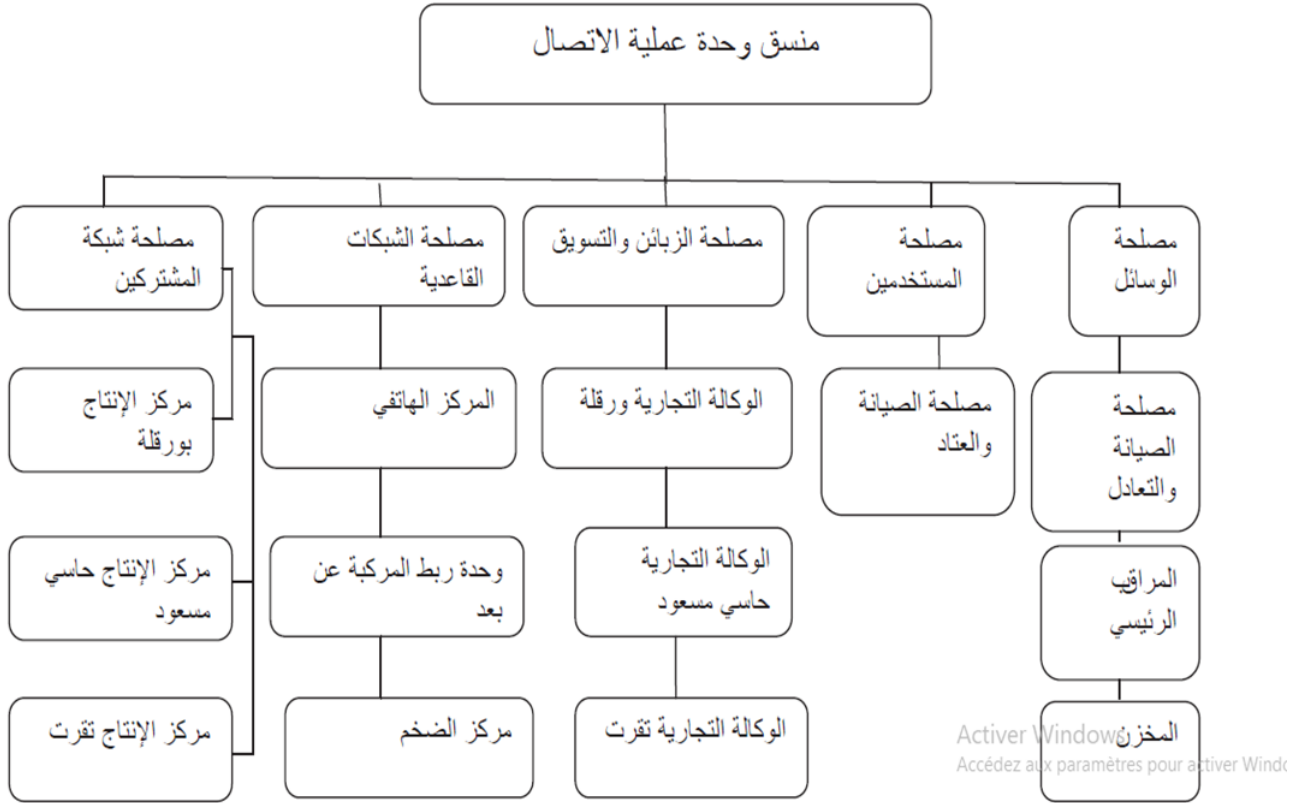 منسق وحدة عملية الاتصال
مصلحة
الوسائل
مصلحة
المستخدمين
مصلحة الزبائن والتسويق
مصلحة الشبكات
القاعدية
مصلحة شبكة
المشتركين
مصلحة
الصيانة
والتعادل
مصلحة الصيانة
والعتاد
الوكالة التجارية ورقلة
المركز الهاتفي
مركز الإنتاج
بورقلة
المراقب
الرئيسي
الوكالة التجارية
حاسي مسعود
وحدة ربط المركبة عن
بعد
مركز الإنتاج حاسي
مسعود
المخزن
الوكالة التجارية تقرت
مركز الضخم
مركز الإنتاج تقرت
Activer Windows
Accédez aux paramètres pour activer Windo